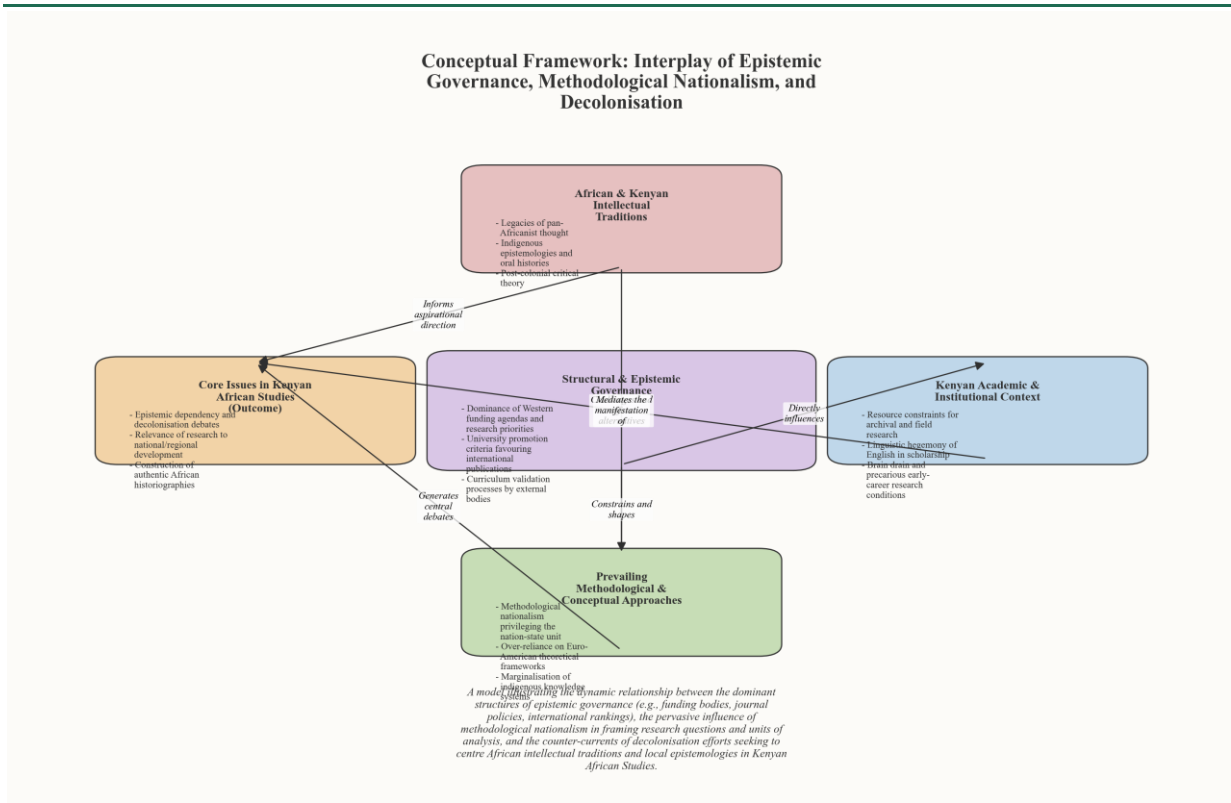 Conceptual Framework: Interplay of Epistemic
Governance, Methodological Nationalism, and
Decolonisation
African & Kenyan
Intellectual
Traditions
- Legacies of pan-
Africanist thought
- Indigenous
epistemologies and
oral histories
- Post-colonial critical
theory
Informs
aspirational
direction
Core Issues in Kenyan
African Studies
(Outcome)
- Epistemic dependency and
decolonisation debates
- Relevance of research to
national/regional
development
- Construction of
authentic African
historiographies
Structural & Epistemic
Governance
- Dominance of Western
funding agendas and
research priorities
- University promotion
criteria favouring
international
publications
- Curriculum validation
processes by external
bodies
Mediates the
manifestation
of
alternatives
Directly
influences
Kenyan Academic &
Institutional Context
- Resource constraints for
archival and field
research
- Linguistic hegemony of
English in scholarship
- Brain drain and
precarious early-
career research
conditions
Generates
central
debates
Constrains and
shapes
Prevailing
Methodological &
Conceptual Approaches
- Methodological
nationalism
privileging the
nation-state unit
- Over-reliance on Euro-
American theoretical
frameworks
- Marginalisation of
indigenous knowledge
systems
A model illustrating the dynamic relationship between the dominant
structures of epistemic governance (e.g., funding bodies, journal
policies, international rankings), the pervasive influence of
methodological nationalism in framing research questions and units of
analysis, and the counter-currents of decolonisation efforts seeking to
centre African intellectual traditions and local epistemologies in Kenyan
African Studies.